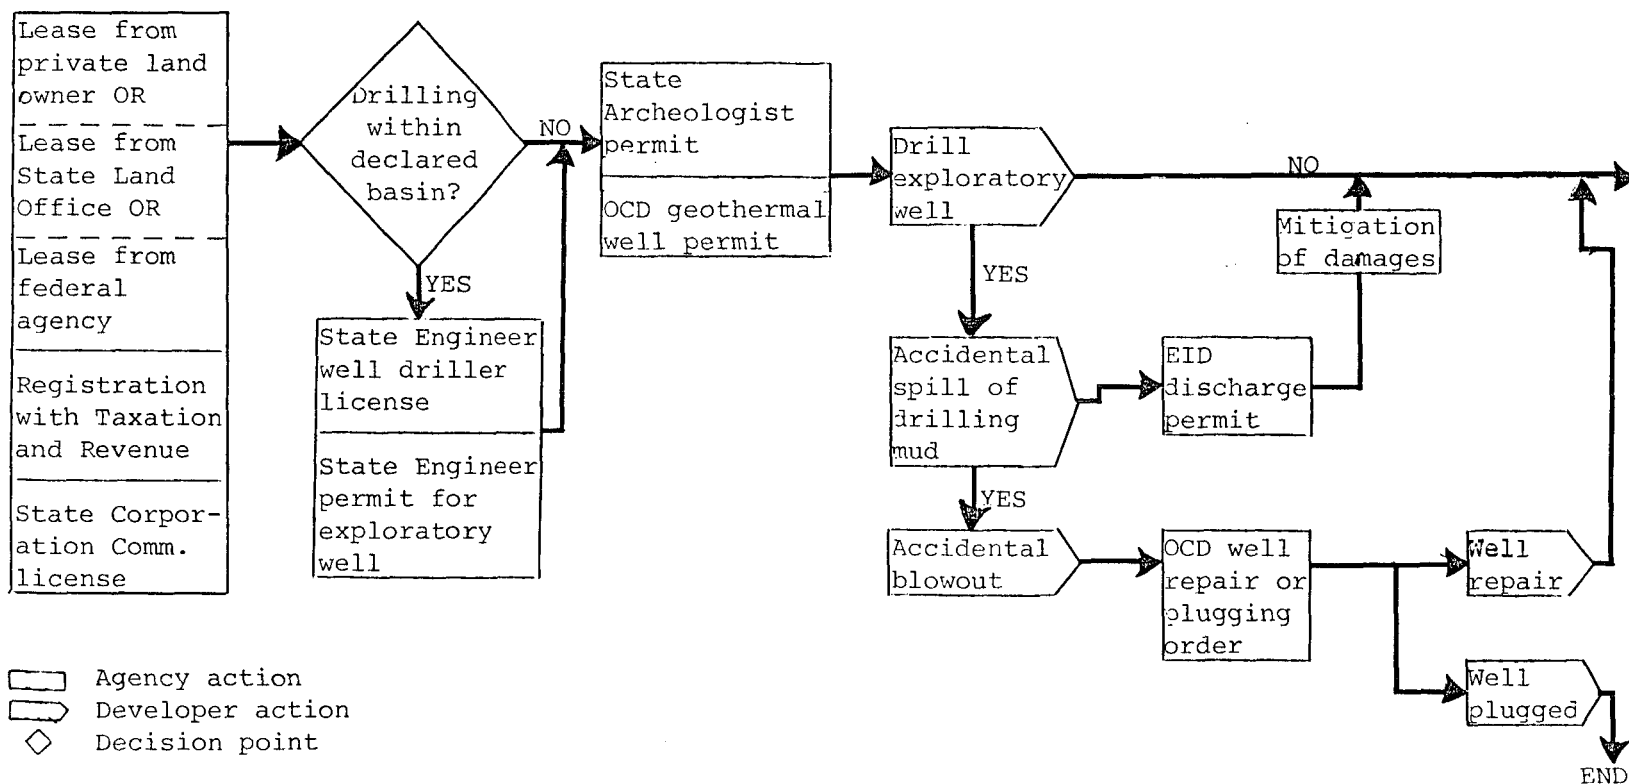 Lease from
private land
owner OR
Lease from
State Land
Office OR
Lease from
federal
agency
Registration
with Taxation
and Revenue
State Corpor-
ation Comm.
license
Drilling
within
declared
basin?
NO
YES
State Engineer
well driller
license
State Engineer
permit for
exploratory
well
State
Archeologist
permit
OCD geothermal
well permit
Drill
exploratory
well
NO
YES
Mitigation
of damages
Accidental
spill of
drilling
mud
EID
discharge
permit
YES
Accidental
blowout
OCD well
repair or
plugging
order
Well
repair
Well
plugged
END
Agency action
Developer action
Decision point